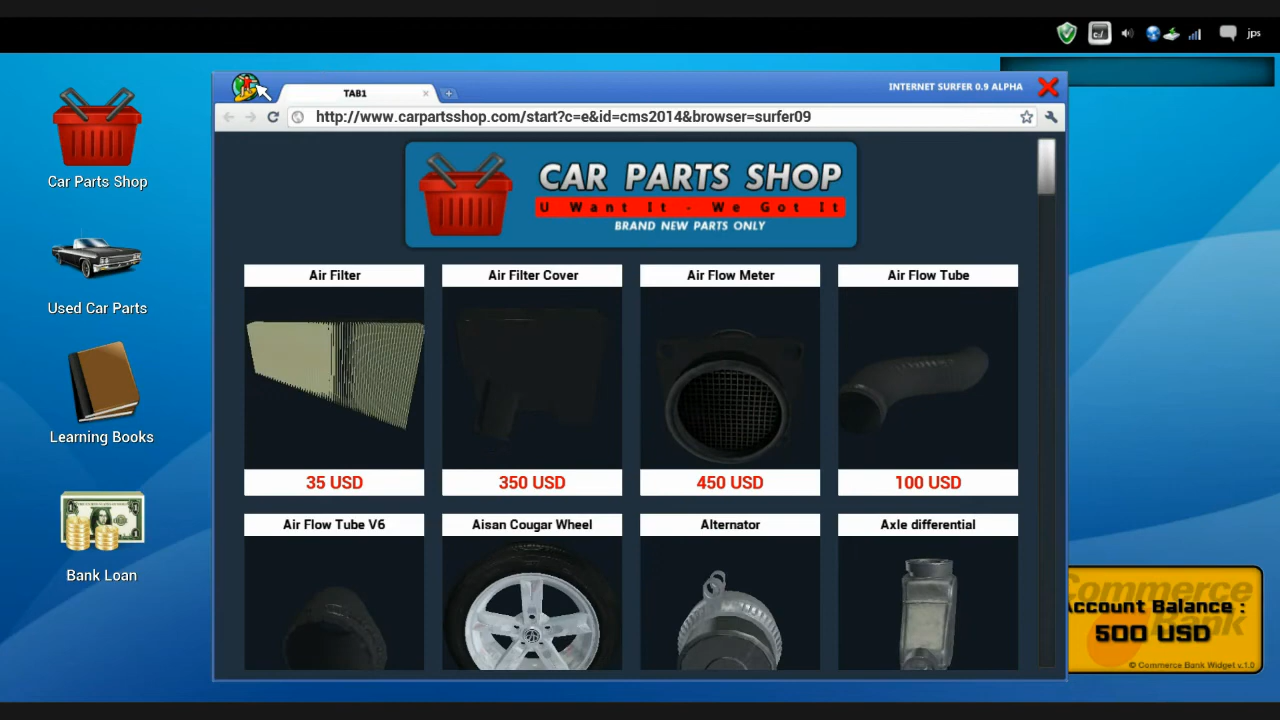 jps
TAB1
INTERNET SURFER 0.9 ALPHA
http://www.carpartsshop.com/start?c=e&id=cms2014&browser=surfer09
CAR PARTS SHOP
U Want It - We Got It
BRAND NEW PARTS ONLY
Car Parts Shop
Used Car Parts
Learning Books
Bank Loan
Air Filter
Air Filter Cover
Air Flow Meter
Air Flow Tube
35 USD
350 USD
450 USD
100 USD
Air Flow Tube V6
Aisan Cougar Wheel
Alternator
Axle differential
Commerce
Bank
Account Balance :
500 USD
© Commerce Bank Widget v.1.0